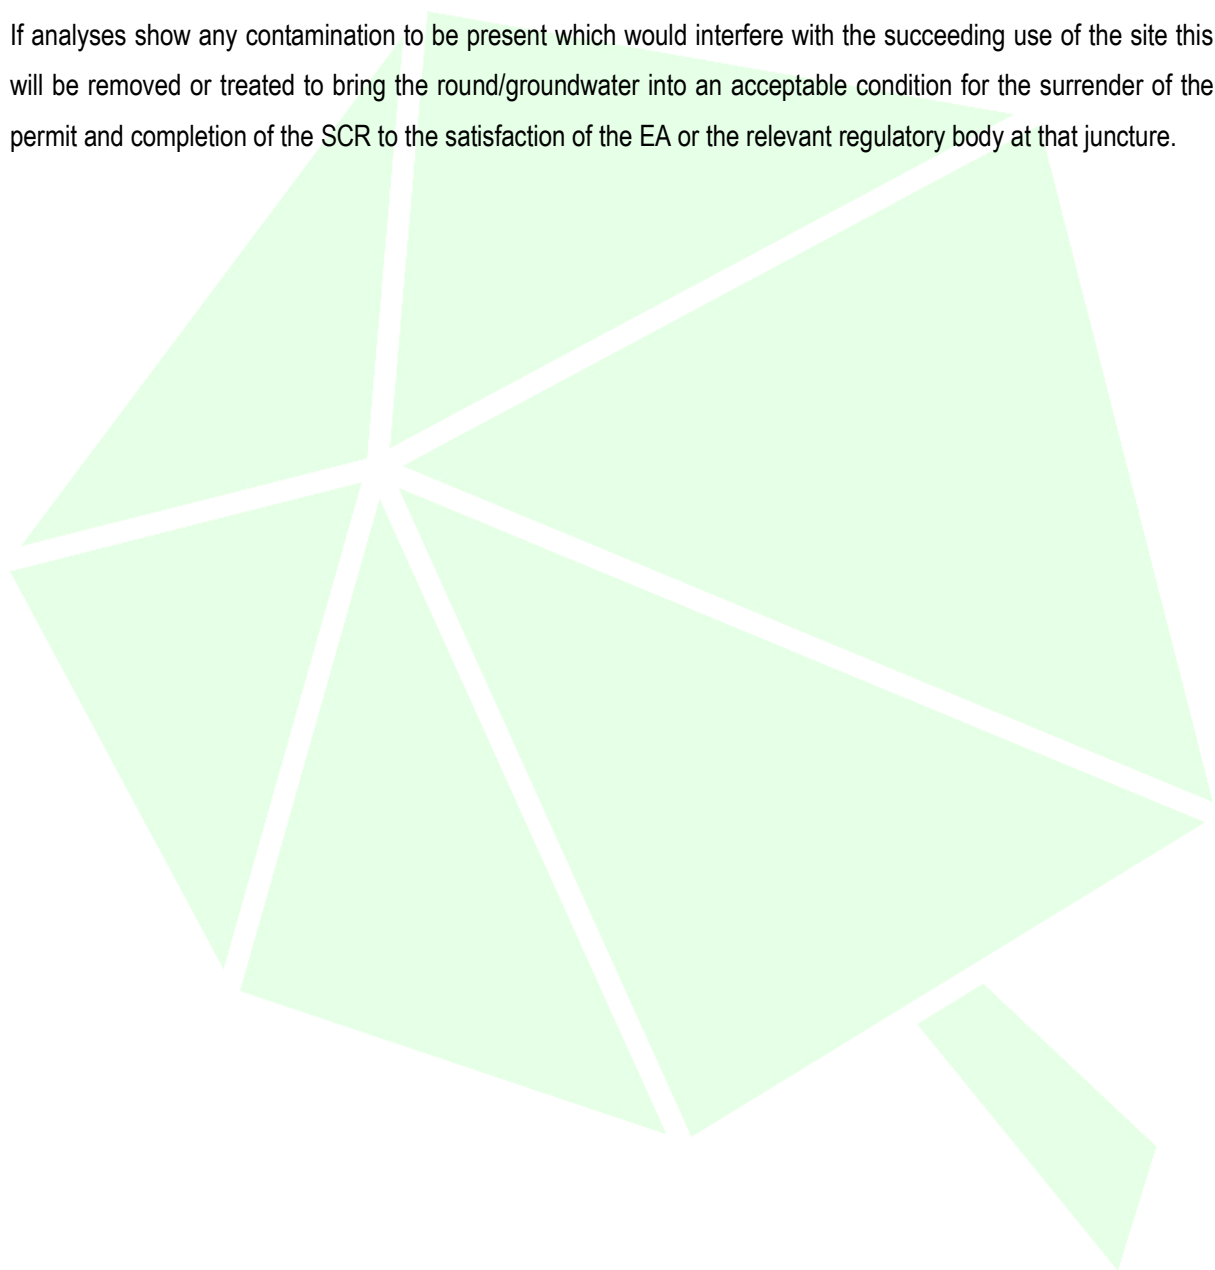 If analyses show any contamination to be present which would interfere with the succeeding use of the site this
will be removed or treated to bring the round/groundwater into an acceptable condition for the surrender of the
permit and completion of the SCR to the satisfaction of the EA or the relevant regulatory body at that juncture.